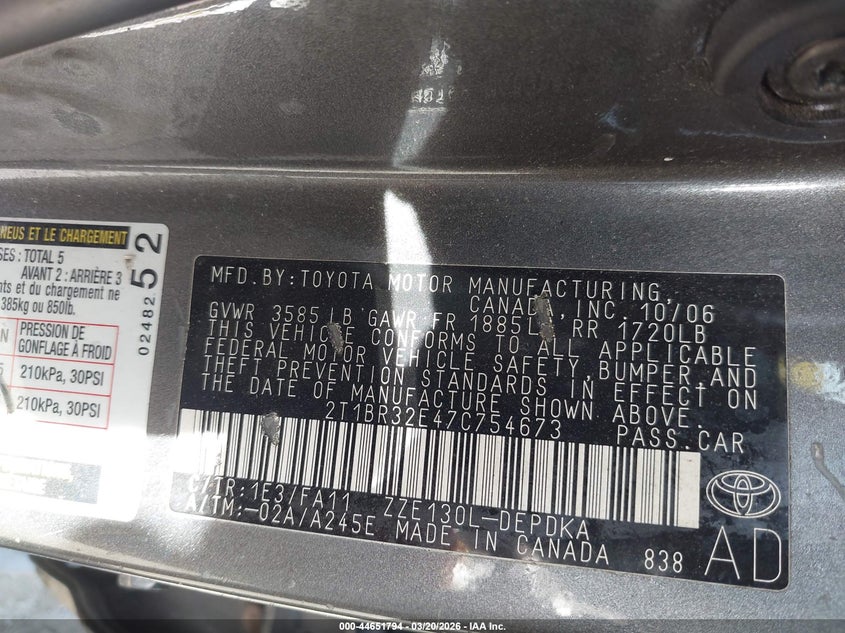 NEUS ET LE CHARGEMENT
SES : TOTAL 5
AVANT 2 : ARRIÈRE 3
nts et du chargement ne
385kg ou 850lb.
PRESSION DE
GONFLAGE À FROID
210kPa, 30PSI
210kPa, 30PSI
0248252
MFD. BY: TOYOTA MOTOR MANUFACTURING,
CANADA, INC. 10/06
GVWR 3585LB GAWR FR 1885LB RR 1720LB
THIS VEHICLE CONFORMS TO ALL APPLICABLE
FEDERAL MOTOR VEHICLE SAFETY, BUMPER, AND
THEFT PREVENTION STANDARDS IN EFFECT ON
THE DATE OF MANUFACTURE SHOWN ABOVE.
2T1BR32E47C754673 PASS. CAR
C/TR: 1E3/FA11 ZZE130L-DEPDKA
A/TM: -02A/A245E MADE IN CANADA 838
AD
000-44651794 — 03/20/2026 — IAA Inc.